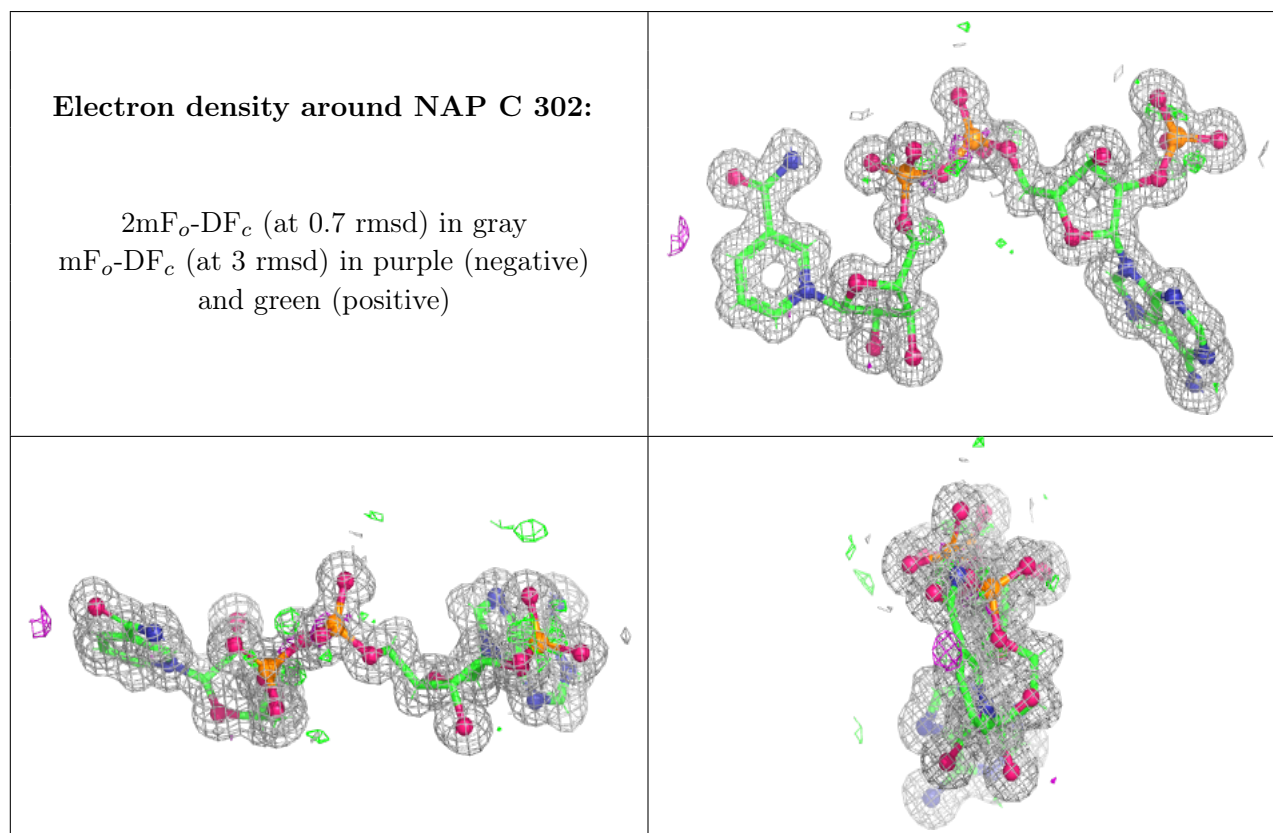 Electron density around NAP C 302:
2mFo-DFc (at 0.7 rmsd) in gray
mFo-DFc (at 3 rmsd) in purple (negative)
and green (positive)